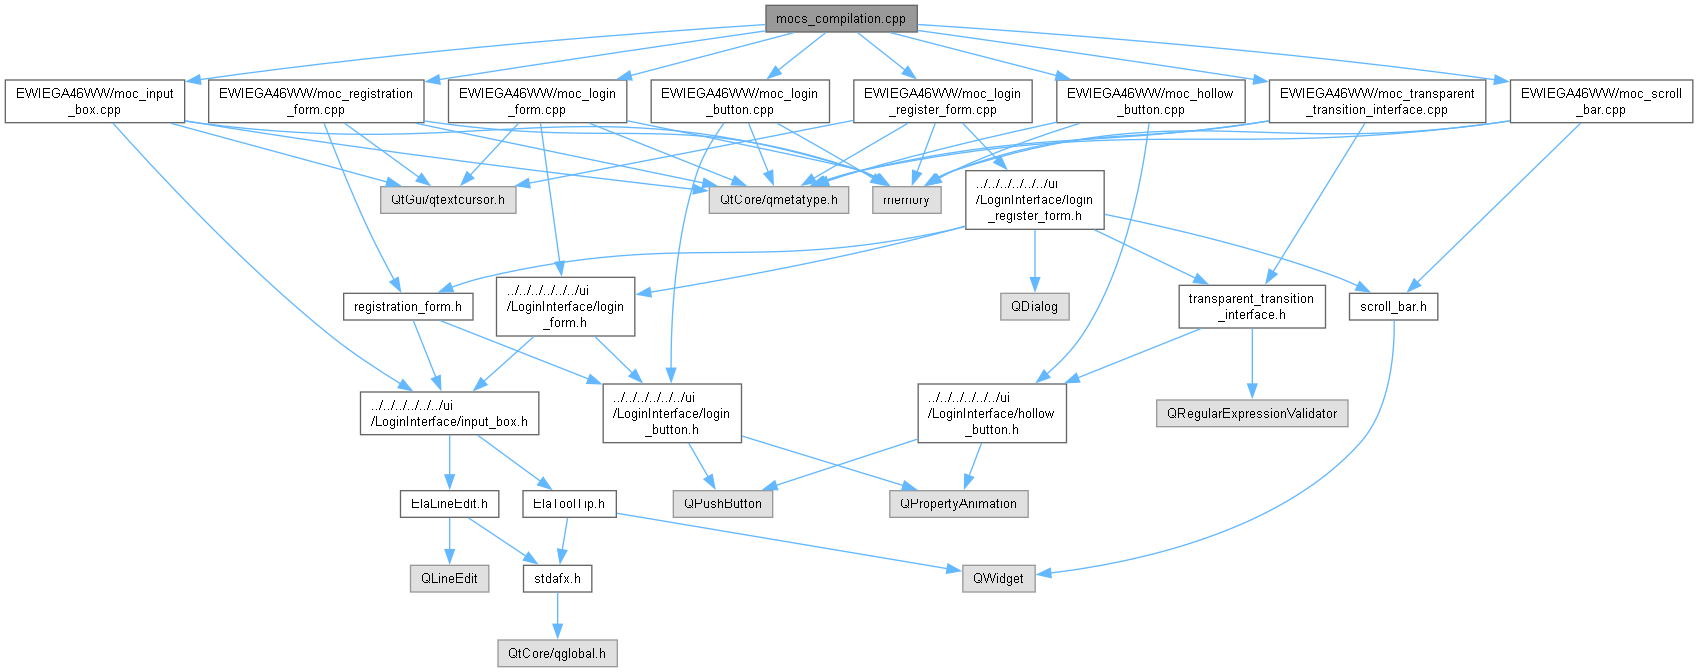 mocs_compilation.cpp
EWIEGA46WW/moc_input
_box.cpp
EWIEGA46WW/moc_registration
_form.cpp
EWIEGA46WW/moc_login
_form.cpp
EWIEGA46WW/moc_login
_button.cpp
EWIEGA46WW/moc_login
_register_form.cpp
EWIEGA46WW/moc_hollow
_button.cpp
EWIEGA46WW/moc_transparent
_transition_interface.cpp
EWIEGA46WW/moc_scroll
_bar.cpp
QtGui/qtextcursor.h
QtCore/qmetatype.h
memory
../../../../../../ui
/LoginInterface/login
_register_form.h
registration_form.h
../../../../../../ui
/LoginInterface/login
_form.h
QDialog
transparent_transition
_interface.h
scroll_bar.h
../../../../../../ui
/LoginInterface/input_box.h
../../../../../../ui
/LoginInterface/login
_button.h
../../../../../../ui
/LoginInterface/hollow
_button.h
QRegularExpressionValidator
ElaLineEdit.h
ElaToolTip.h
QPushButton
QPropertyAnimation
QLineEdit
stdafx.h
QWidget
QtCore/qglobal.h